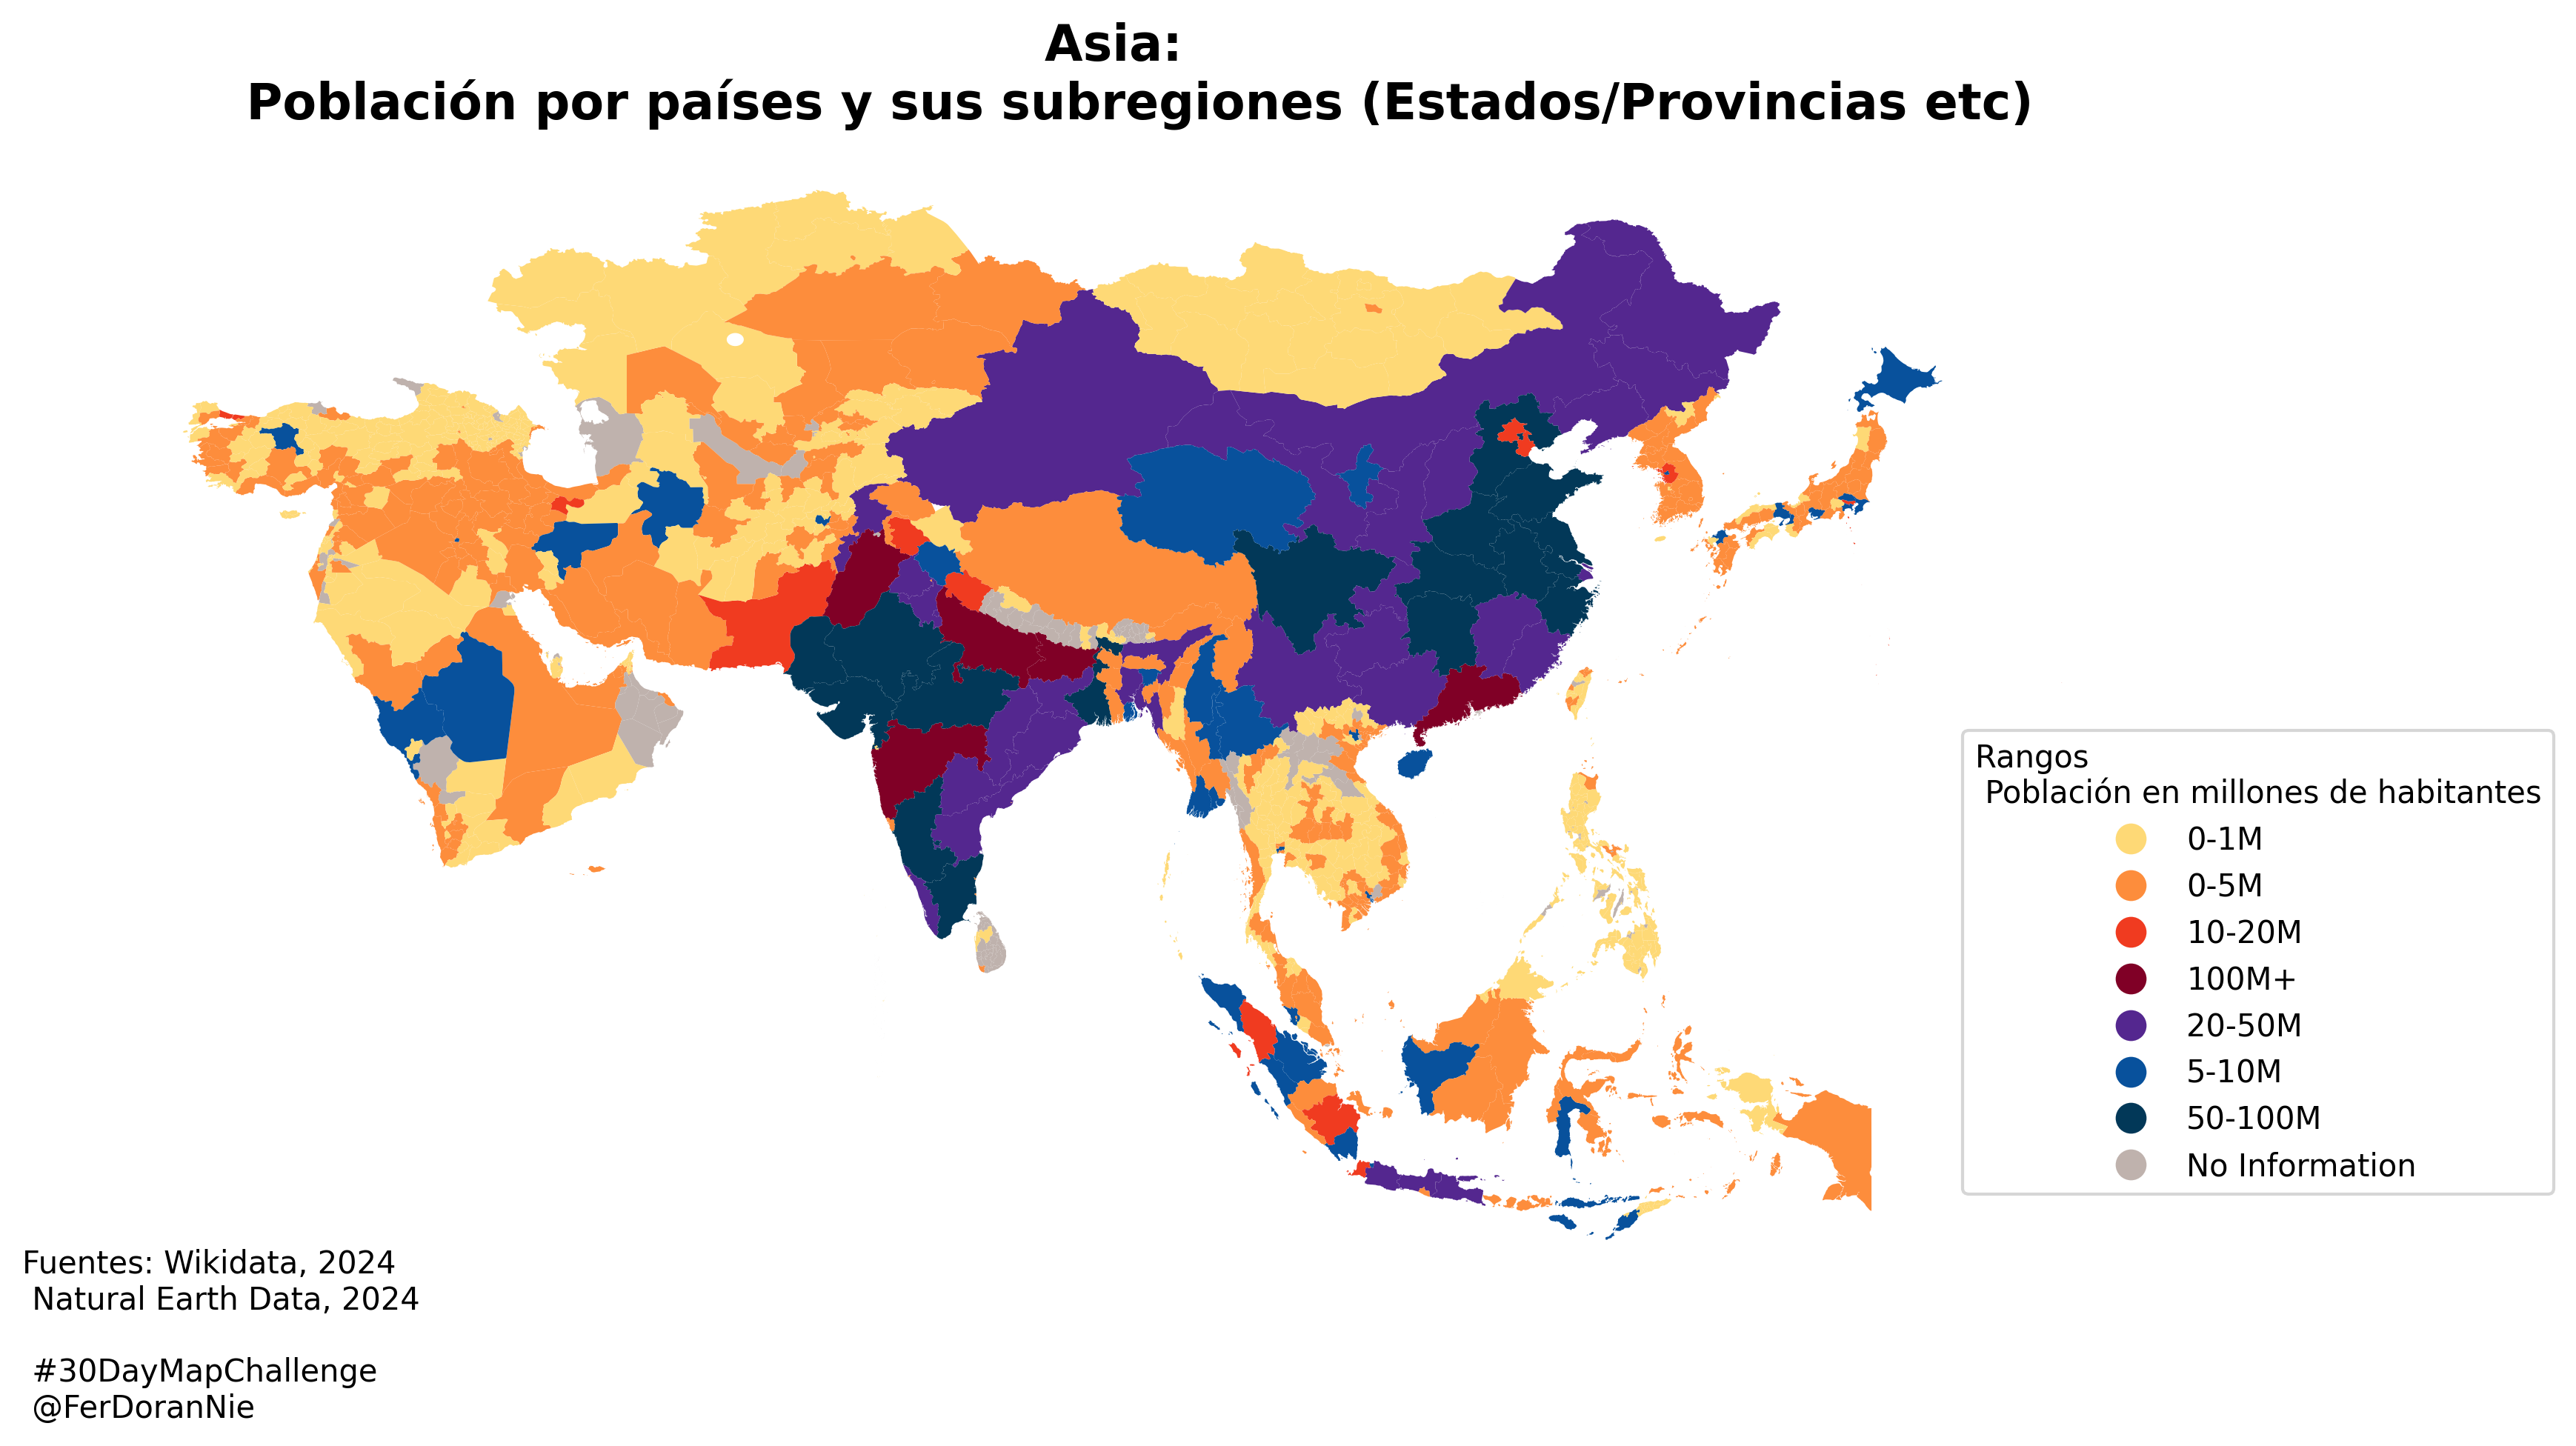 Asia:
Población por países y sus subregiones (Estados/Provincias etc)
Rangos
Población en millones de habitantes
0-1M
0-5M
10-20M
100M+
20-50M
5-10M
50-100M
No Information
Fuentes: Wikidata, 2024
Natural Earth Data, 2024
#30DayMapChallenge
@FerDoranNie